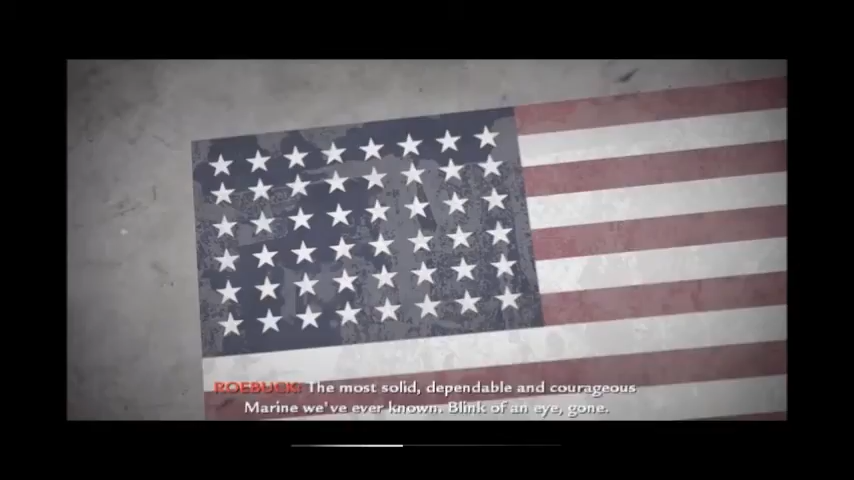 ROEBUCK: The most solid, dependable and courageous
Marine we've ever known. Blink of an eye, gone.